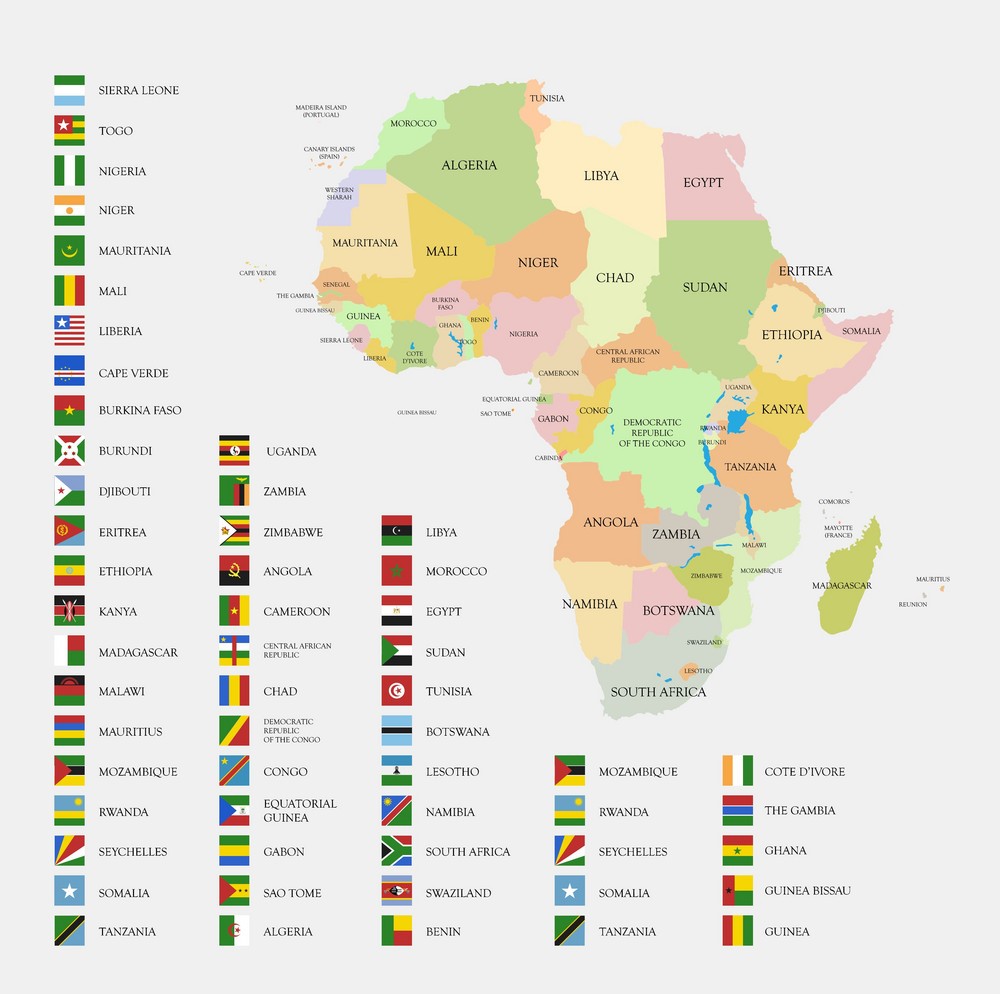 SIERRA LEONE
TOGO
NIGERIA
NIGER
MAURITANIA
MALI
LIBERIA
CAPE VERDE
BURKINA FASO
BURUNDI
DJIBOUTI
ERITREA
ETHIOPIA
KANYA
MADAGASCAR
MALAWI
MAURITIUS
MOZAMBIQUE
RWANDA
SEYCHELLES
SOMALIA
TANZANIA
UGANDA
ZAMBIA
ZIMBABWE
ANGOLA
CAMEROON
CENTRAL AFRICAN
REPUBLIC
CHAD
DEMOCRATIC
REPUBLIC
OF THE CONGO
CONGO
EQUATORIAL
GUINEA
GABON
SAO TOME
ALGERIA
LIBYA
MOROCCO
EGYPT
SUDAN
TUNISIA
BOTSWANA
LESOTHO
NAMIBIA
SOUTH AFRICA
SWAZILAND
BENIN
MOZAMBIQUE
RWANDA
SEYCHELLES
SOMALIA
TANZANIA
COTE D'IVORE
THE GAMBIA
GHANA
GUINEA BISSAU
GUINEA
MADEIRA ISLAND
(PORTUGAL)
TUNISIA
MOROCCO
CANARY ISLANDS
(SPAIN)
ALGERIA
LIBYA
EGYPT
WESTERN
SHARAH
MAURITANIA
MALI
NIGER
CHAD
SUDAN
ERITREA
CAPE VERDE
SENEGAL
THE GAMBIA
GUINEA BISSAU
GUINEA
BURKINA
FASO
BENIN
GHANA
TOGO
NIGERIA
DJIBOUTI
ETHIOPIA
SOMALIA
SIERRA LEONE
LIBERIA
COTE
D'IVORE
CENTRAL AFRICAN
REPUBLIC
CAMEROON
UGANDA
EQUATORIAL GUINEA
GUINEA BISSAU
SAO TOME
GABON
CONGO
KANYA
DEMOCRATIC
REPUBLIC
OF THE CONGO
RWANDA
BURUNDI
CABINDA
TANZANIA
COMOROS
ANGOLA
ZAMBIA
MAYOTTE
(FRANCE)
MALAWI
MOZAMBIQUE
ZIMBABWE
MADAGASCAR
MAURITIUS
REUNION
NAMIBIA
BOTSWANA
SWAZILAND
LESOTHO
SOUTH AFRICA